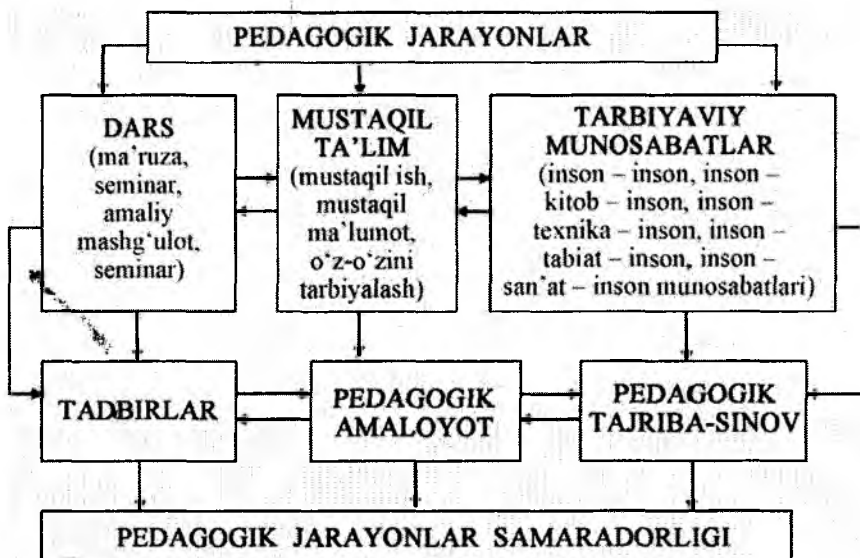 PEDAGOGIK JARAYONLAR
DARS
(ma'ruza,
seminar,
amaliy
mashg‘ulot,
seminar)
MUSTAQIL
TA'LIM
(mustaqil ish,
mustaqil
ma'lumot,
o‘z-o‘zini
tarbiyalash)
TARBIYAVIY
MUNOSABATLAR
(inson – inson, inson –
kitob – inson, inson –
texnika – inson, inson –
tabiat – inson, inson –
san'at – inson munosabatlari)
TADBIRLAR
PEDAGOGIK
AMALOYOT
PEDAGOGIK
TAJRIBA-SINOV
PEDAGOGIK JARAYONLAR SAMARADORLIGI